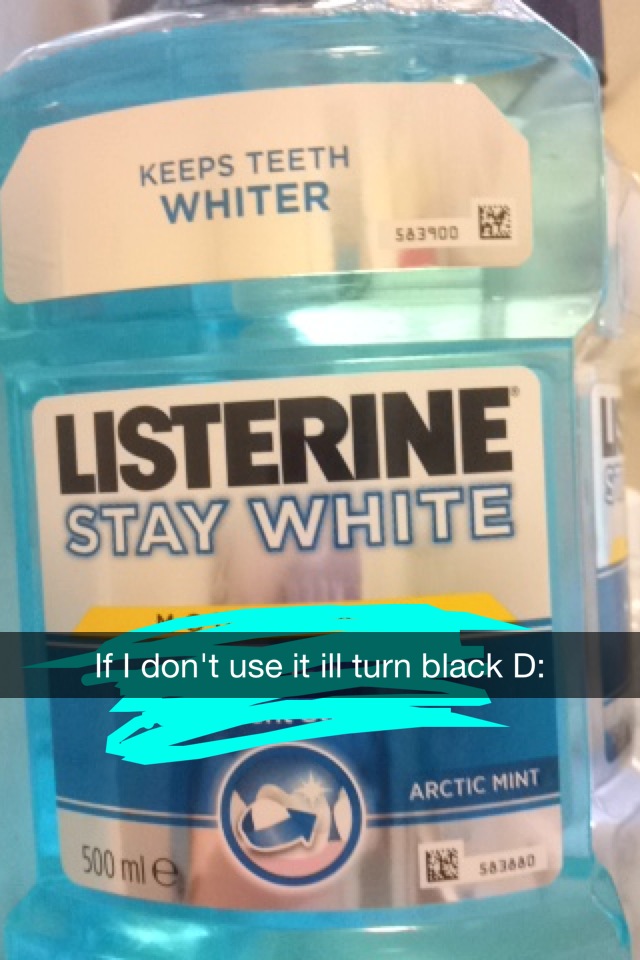 KEEPS TEETH
WHITER
583900
LISTERINE®
STAY WHITE
If I don't use it ill turn black D:
ARCTIC MINT
500 ml e
583880